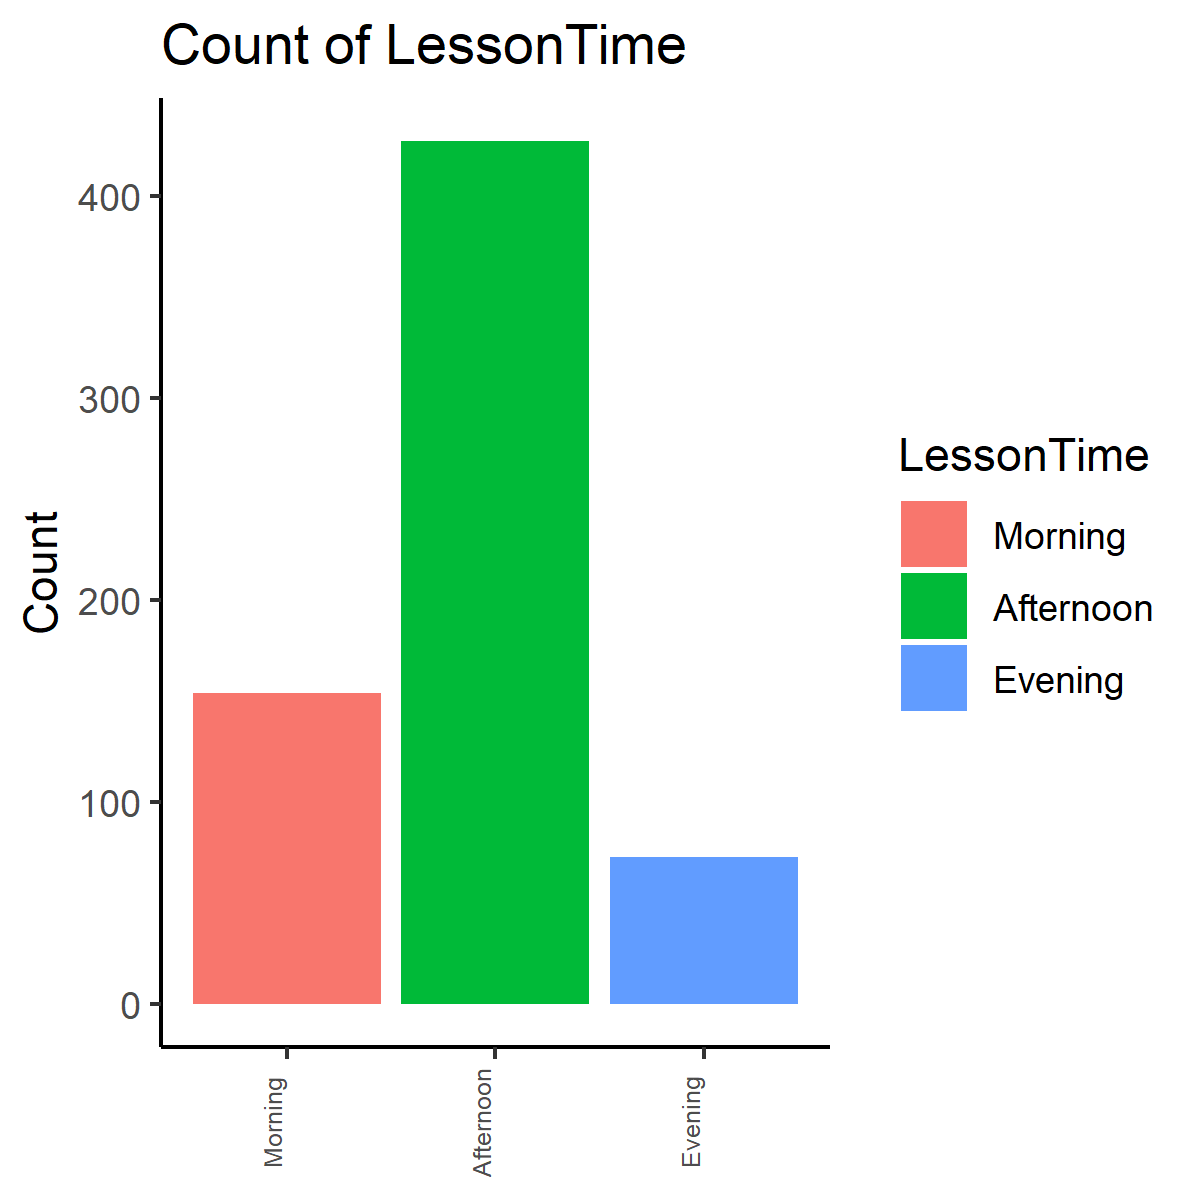 Count of LessonTime
Count
400
300
200
100
0
Morning
Afternoon
Evening
LessonTime
Morning
Afternoon
Evening